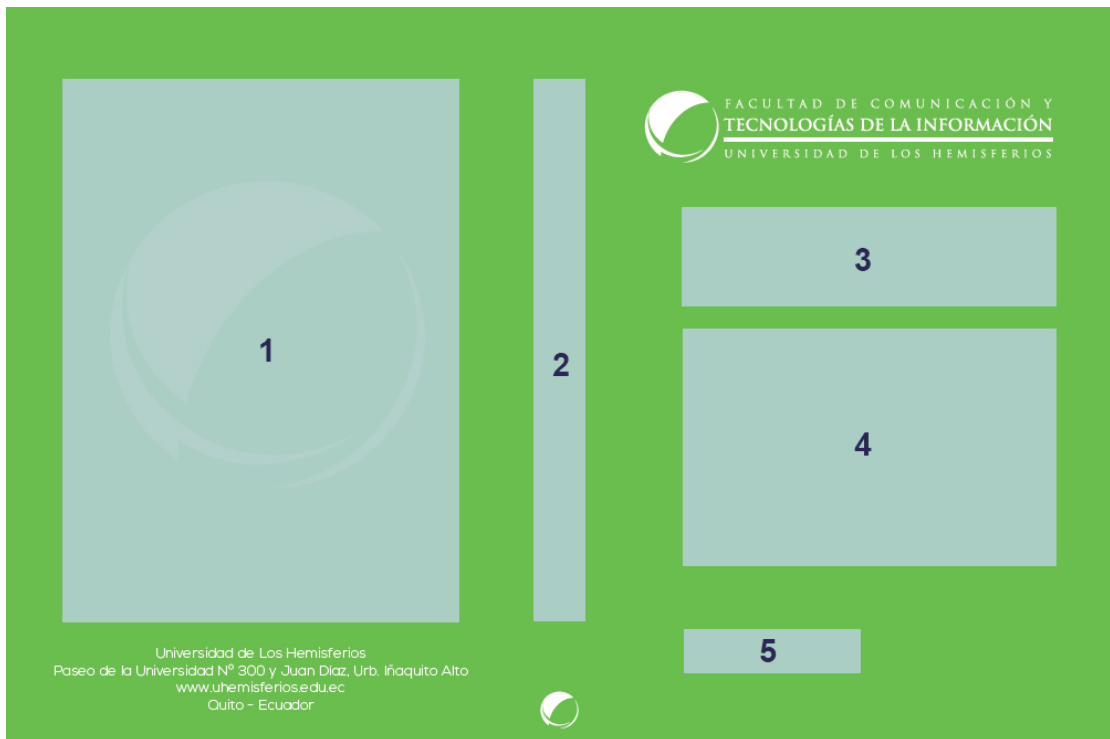 1
Universidad de Los Hemisferios
Paseo de la Universidad Nº 300 y Juan Díaz, Urb. Iñaquito Alto
www.uhemisferios.edu.ec
Quito - Ecuador
2
FACULTAD DE COMUNICACIÓN Y
TECNOLOGÍAS DE LA INFORMACIÓN
UNIVERSIDAD DE LOS HEMISFERIOS
3
4
5